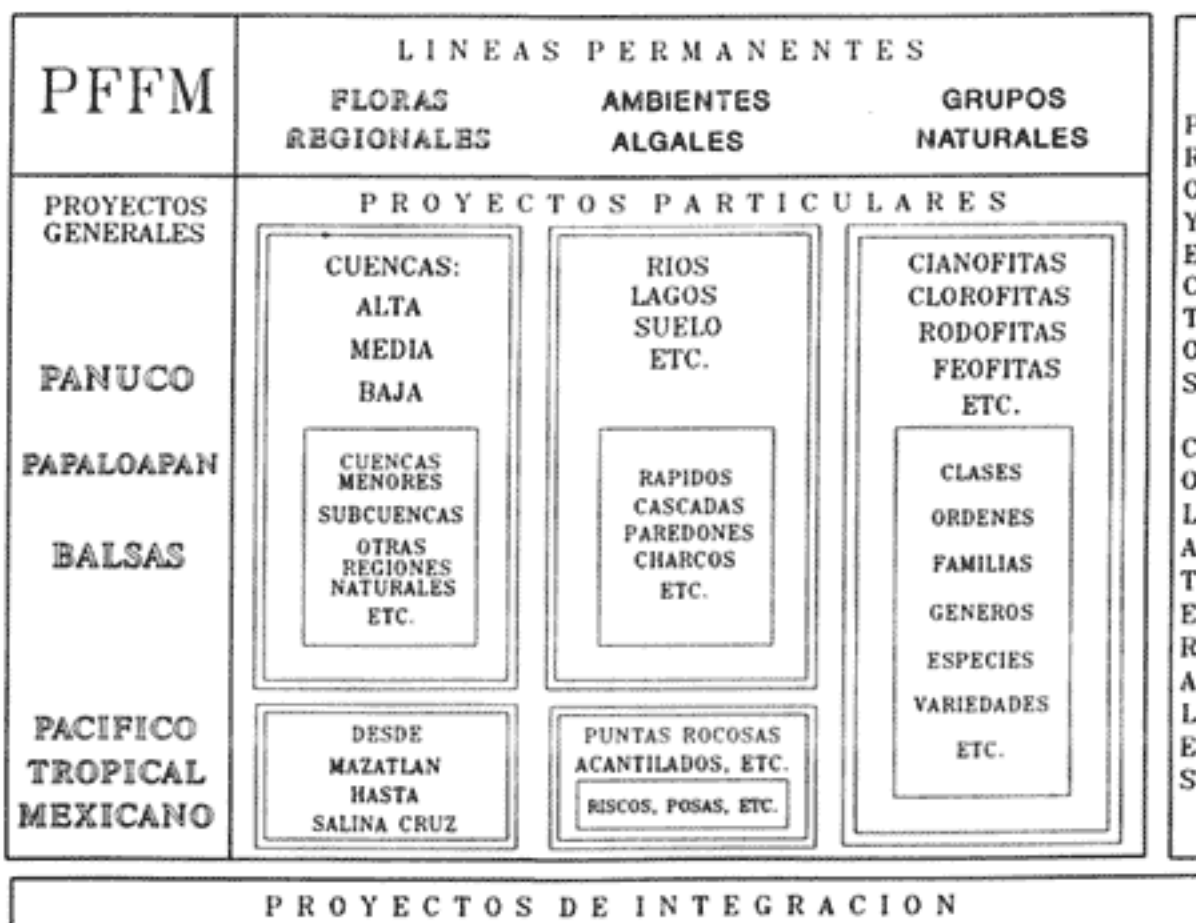 PFFM
LINEAS PERMANENTES
FLORAS
REGIONALES
AMBIENTES
ALGALES
GRUPOS
NATURALES
PROYECTOS
GENERALES
PANUCO
PAPALOAPAN
BALSAS
PACIFICO
TROPICAL
MEXICANO
PROYECTOS PARTICULARES
CUENCAS:
ALTA
MEDIA
BAJA
CUENCAS
MENORES
SUBCUENCAS
OTRAS
REGIONES
NATURALES
ETC.
DESDE
MAZATLAN
HASTA
SALINA CRUZ
RIOS
LAGOS
SUELO
ETC.
RAPIDOS
CASCADAS
PAREDONES
CHARCOS
ETC.
PUNTAS ROCOSAS
ACANTILADOS, ETC.
RISCOS, POSAS, ETC.
CIANOFITAS
CLOROFITAS
RODOFITAS
FEOFITAS
ETC.
CLASES
ORDENES
FAMILIAS
GENEROS
ESPECIES
VARIEDADES
ETC.
PROYECTOS
COLATERALES
PROYECTOS DE INTEGRACION